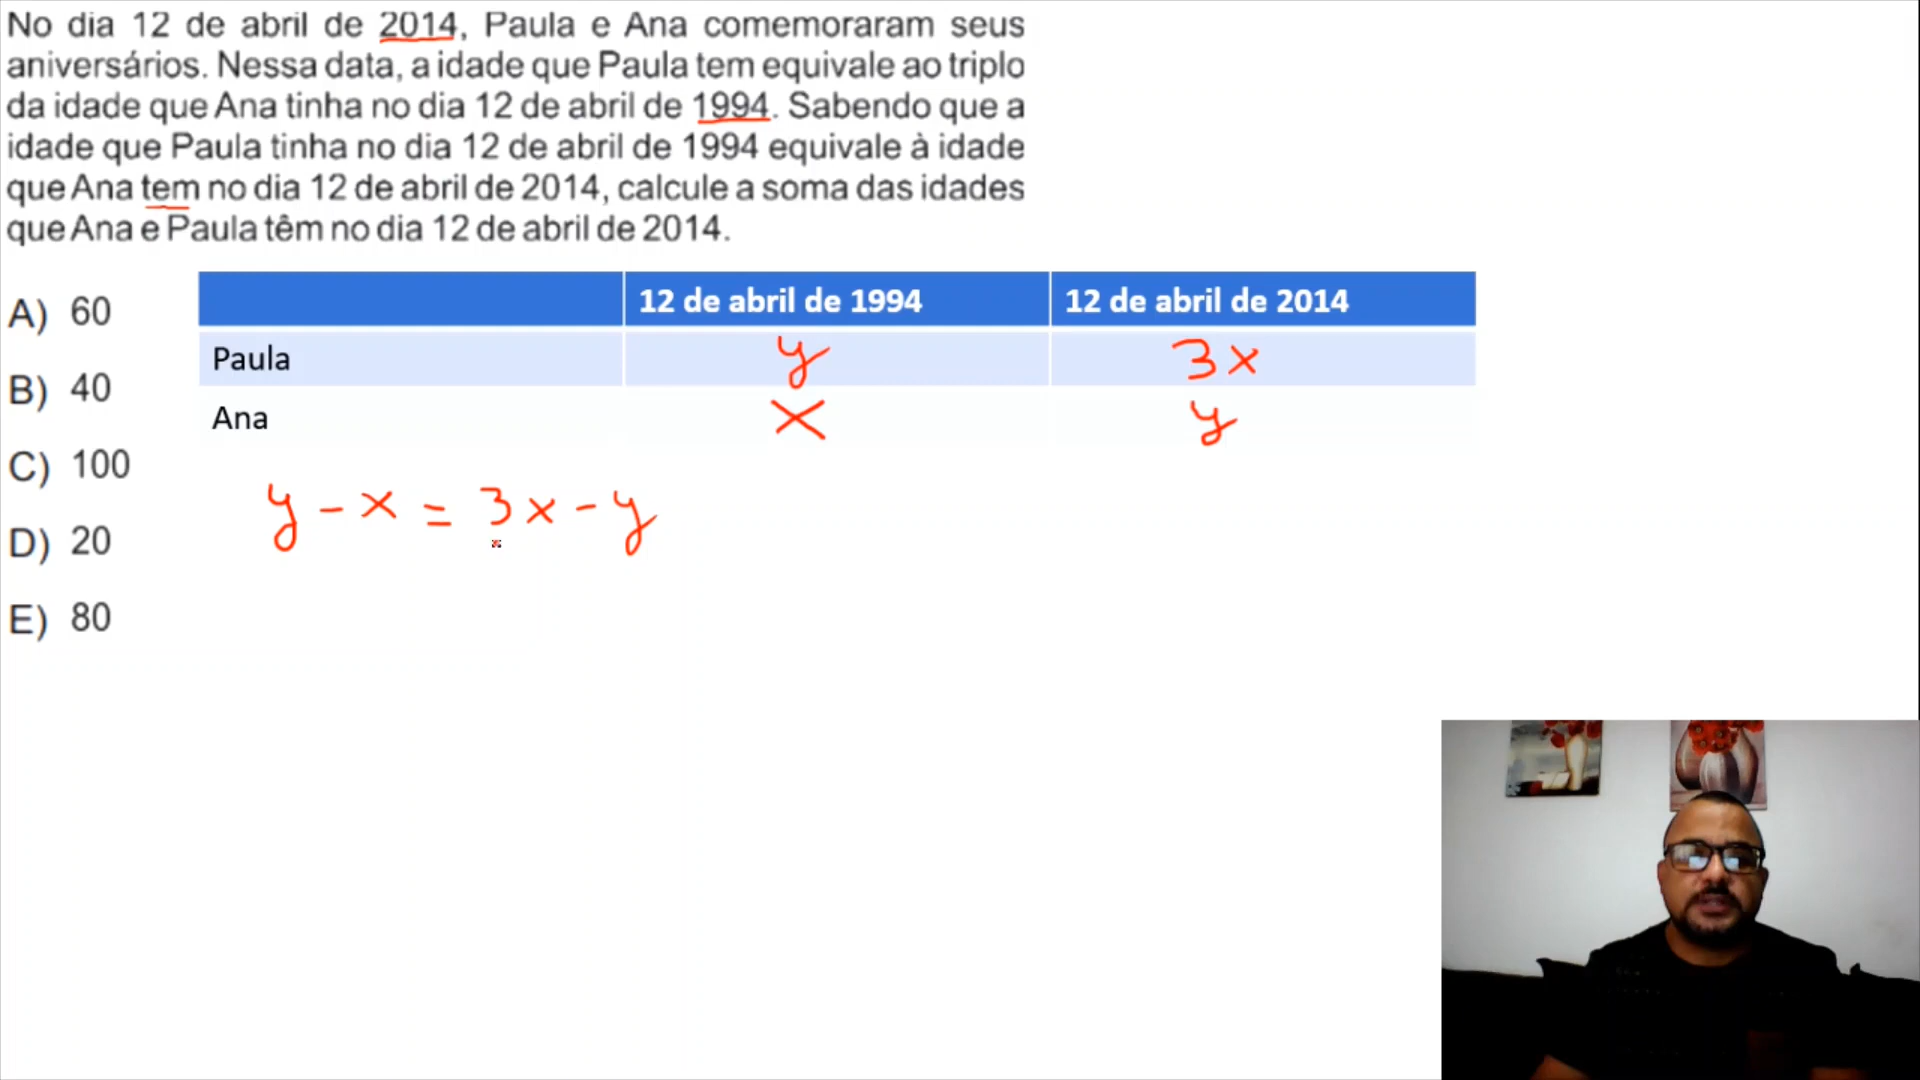 No dia 12 de abril de 2014, Paula e Ana comemoraram seus
aniversários. Nessa data, a idade que Paula tem equivale ao triplo
da idade que Ana tinha no dia 12 de abril de 1994. Sabendo que a
idade que Paula tinha no dia 12 de abril de 1994 equivale à idade
que Ana tem no dia 12 de abril de 2014, calcule a soma das idades
que Ana e Paula têm no dia 12 de abril de 2014.
A) 60
B) 40
C) 100
D) 20
E) 80
12 de abril de 1994 12 de abril de 2014
Paula y 3x
Ana x y
y - x = 3x - y